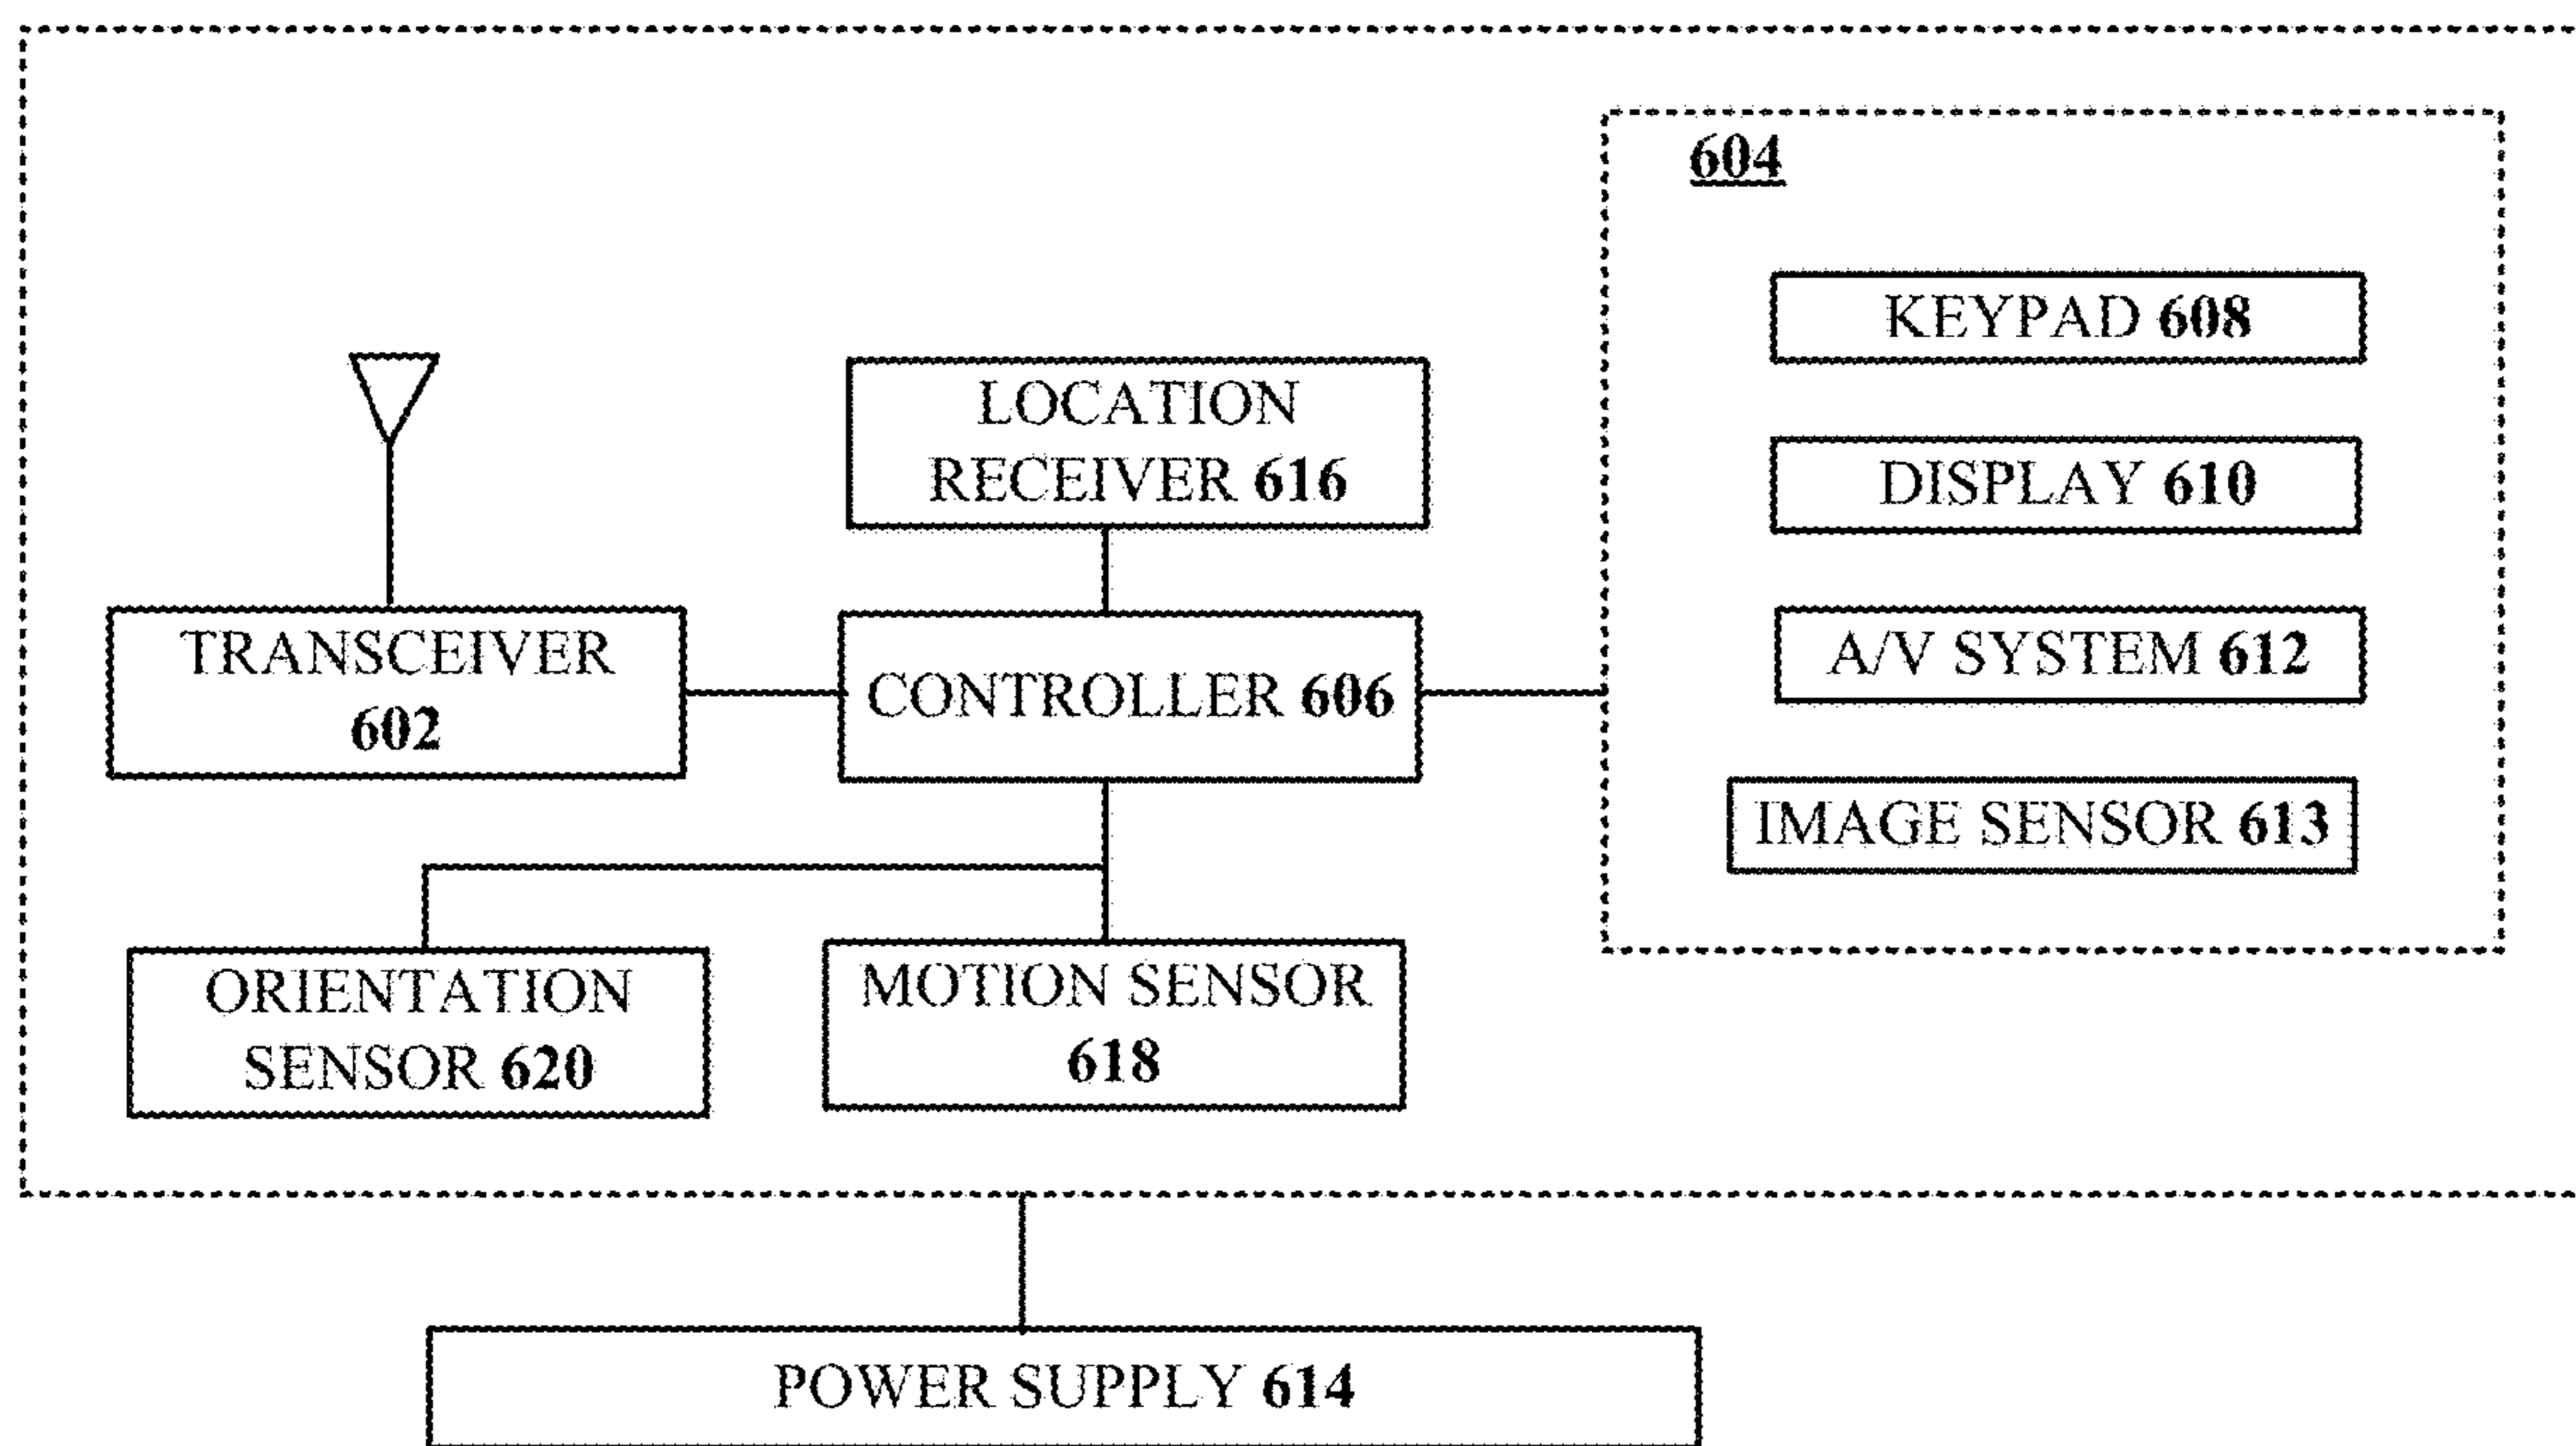 604
KEYPAD 608
LOCATION
RECEIVER 616
DISPLAY 610
TRANSCEIVER
602
CONTROLLER 606
A/V SYSTEM 612
IMAGE SENSOR 613
ORIENTATION
SENSOR 620
MOTION SENSOR
618
POWER SUPPLY 614